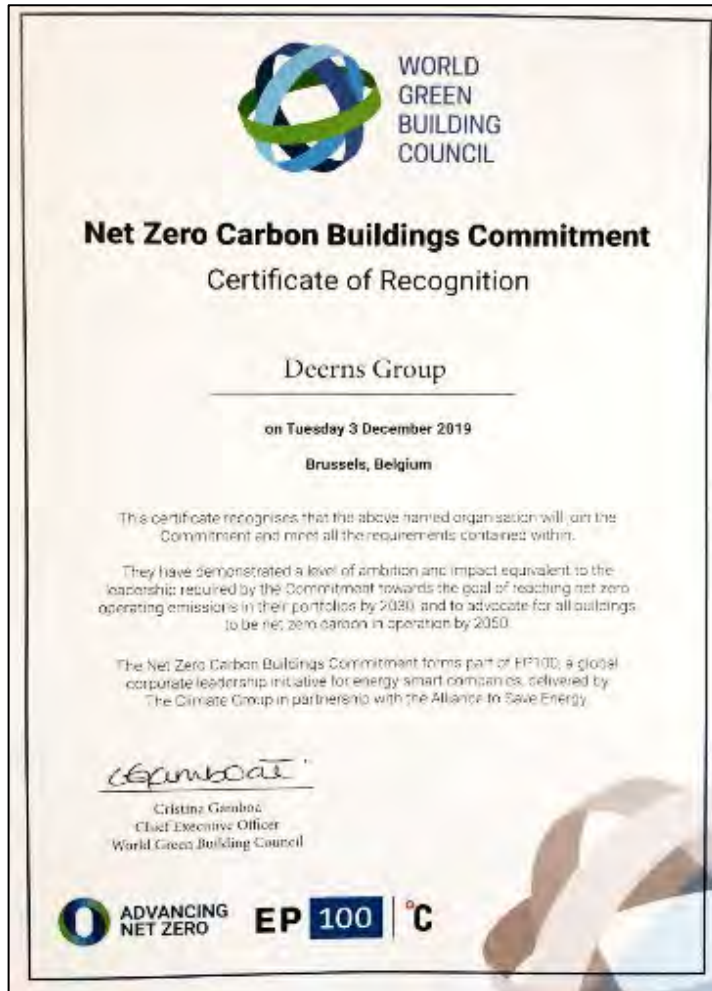 WORLD
GREEN
BUILDING
COUNCIL
Net Zero Carbon Buildings Commitment
Certificate of Recognition
Deerns Group
on Tuesday 3 December 2019
Brussels, Belgium
This certificate recognises that the above named organisation will join the
Commitment and meet all the requirements contained within.
They have demonstrated a level of ambition and impact equivalent to the
leadership required by the Commitment towards the goal of reaching net zero
operating emissions in their portfolios by 2030, and to advocate for all buildings
to be net zero carbon in operation by 2050.
The Net Zero Carbon Buildings Commitment forms part of EP100, a global
corporate leadership initiative for energy smart companies, delivered by
The Climate Group in partnership with the Alliance to Save Energy
CGamboa
Cristina Gamboa
Chief Executive Officer
World Green Building Council
ADVANCING
NET ZERO
EP 100 °C